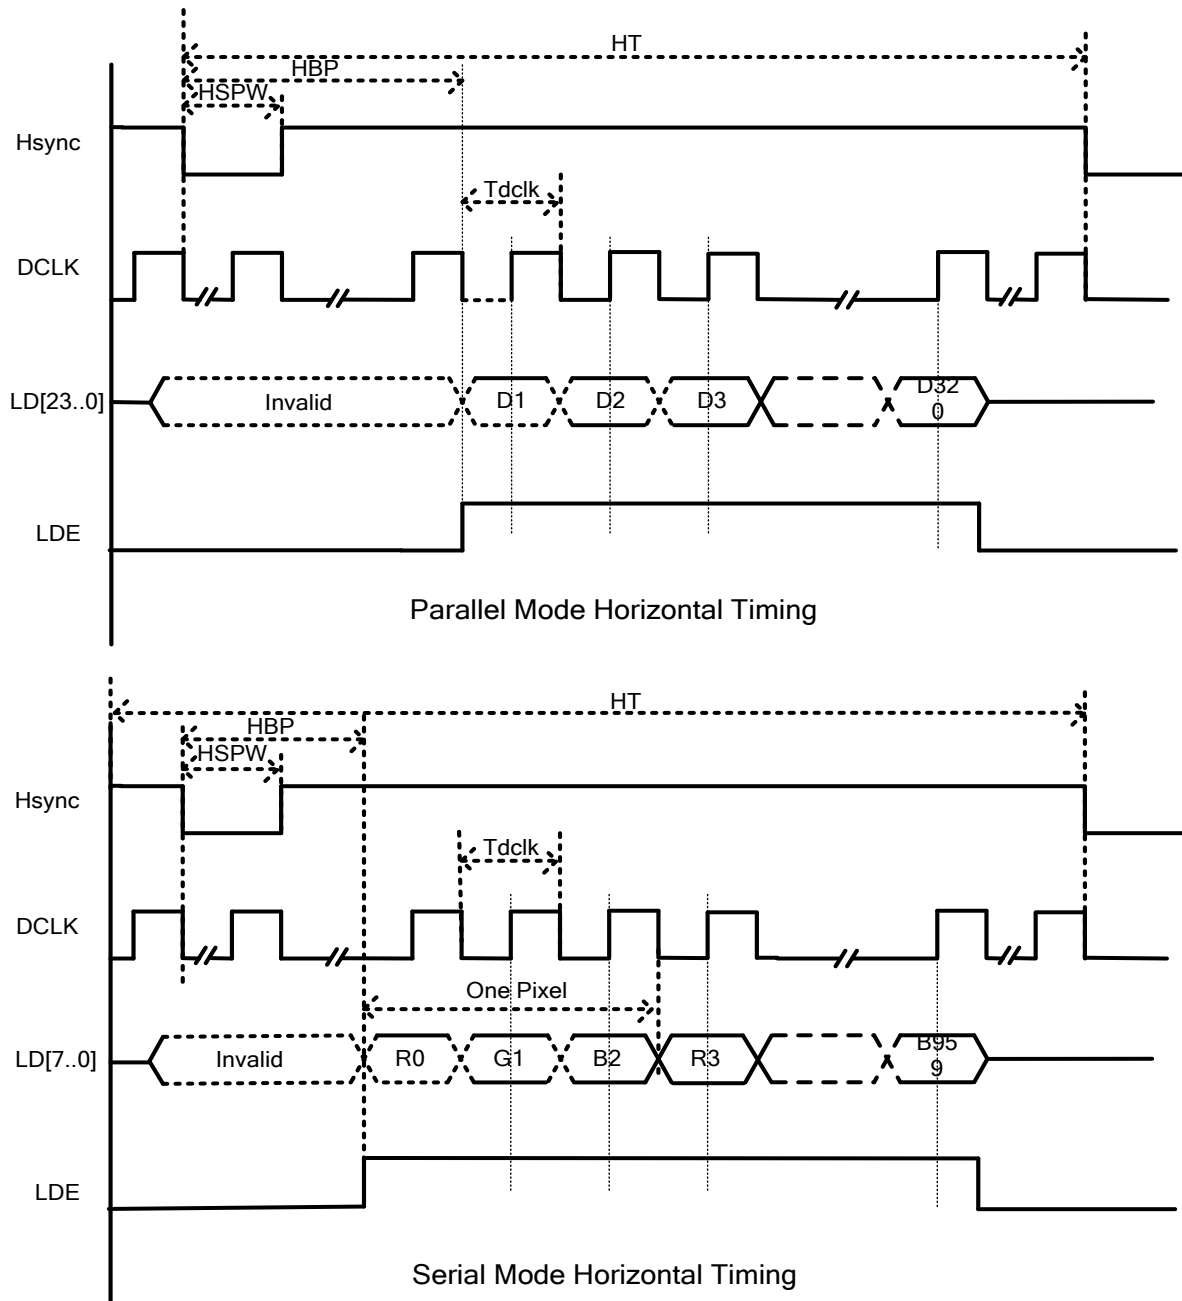 HT
HBP
HSPW
Hsync
Tdclk
DCLK
LD[23..0]
Invalid
D1
D2
D3
D32
0
LDE
Parallel Mode Horizontal Timing
HT
HBP
HSPW
Hsync
Tdclk
DCLK
One Pixel
LD[7..0]
Invalid
R0
G1
B2
R3
B95
9
LDE
Serial Mode Horizontal Timing